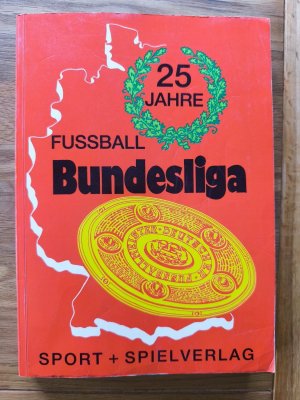 25
JAHRE
FUSSBALL
Bundesliga
SPORT + SPIELVERLAG